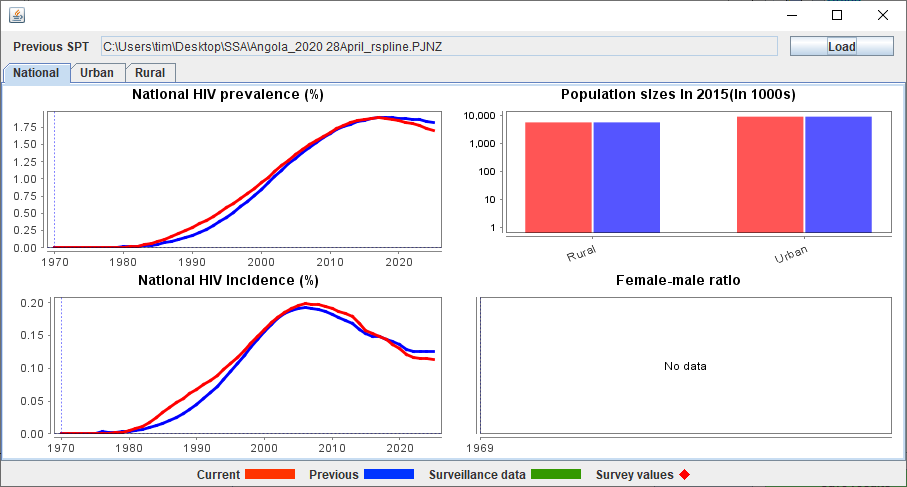 Previous SPT C:\Users\tim\Desktop\SSA\Angola_2020 28April_rspline.PJNZ Load
National Urban Rural
National HIV prevalence (%)
1.75
1.50
1.25
1.00
0.75
0.50
0.25
0.00
1970 1980 1990 2000 2010 2020
Population sizes in 2015(in 1000s)
10,000
1,000
100
10
1
Rural Urban
National HIV incidence (%)
0.20
0.15
0.10
0.05
0.00
1970 1980 1990 2000 2010 2020
Female-male ratio
No data
1969
Current Previous Surveillance data Survey values